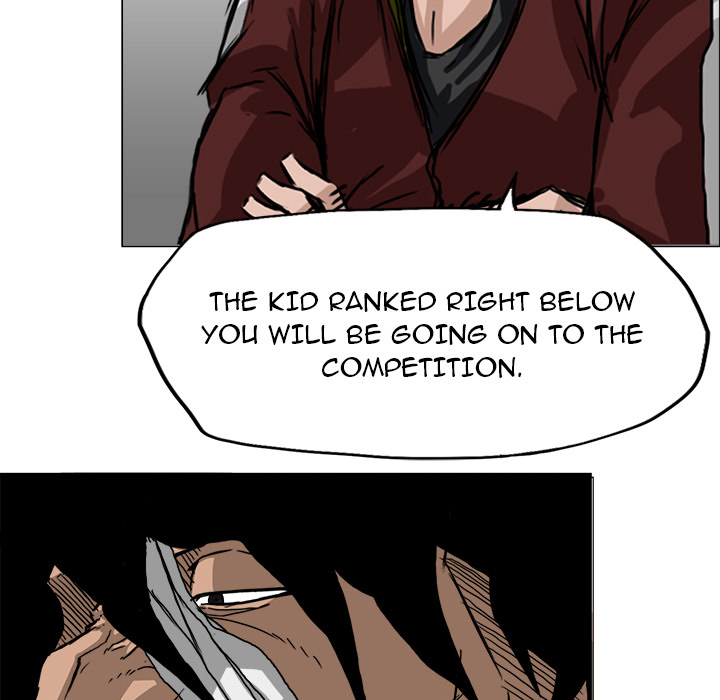 THE KID RANKED RIGHT BELOW
YOU WILL BE GOING ON TO THE
COMPETITION.